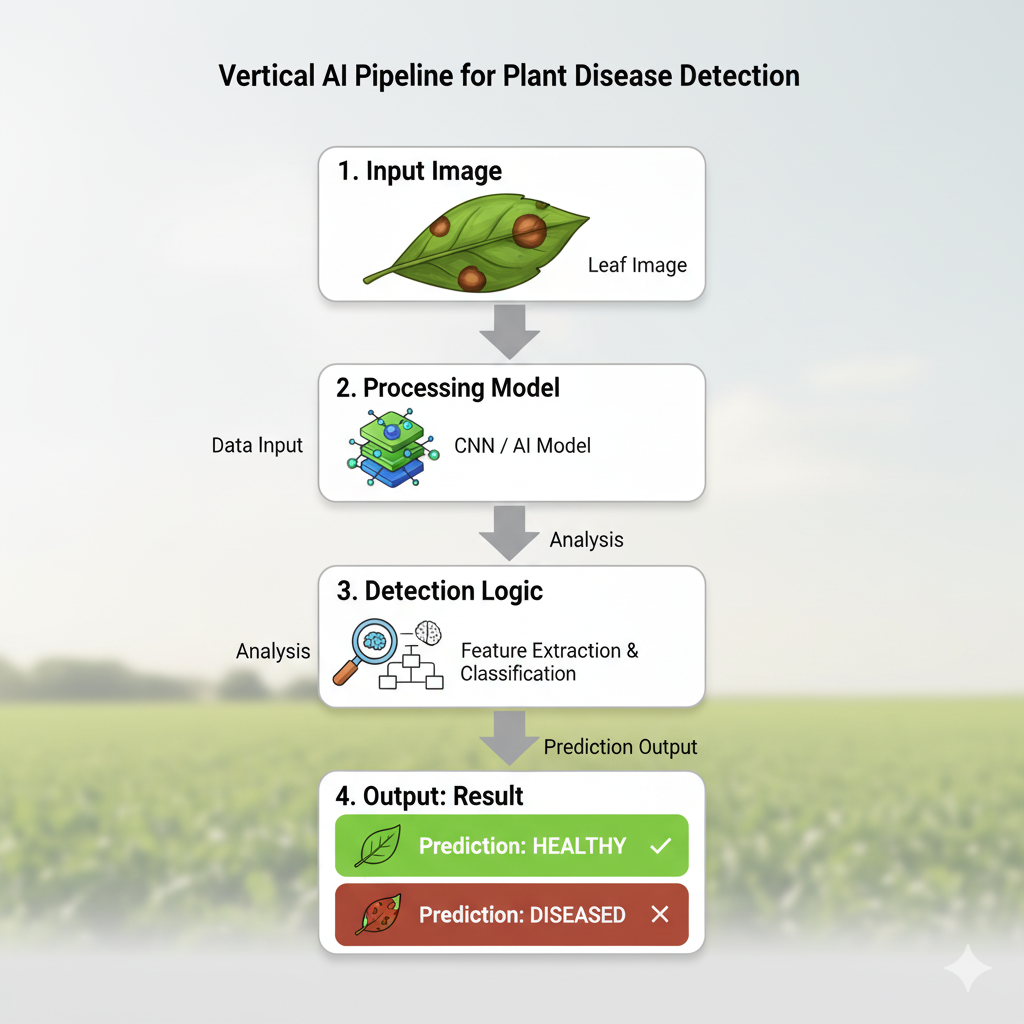 Vertical AI Pipeline for Plant Disease Detection
1. Input Image
Leaf Image
2. Processing Model
Data Input
CNN / AI Model
Analysis
3. Detection Logic
Analysis
Feature Extraction &
Classification
Prediction Output
4. Output: Result
Prediction: HEALTHY
Prediction: DISEASED